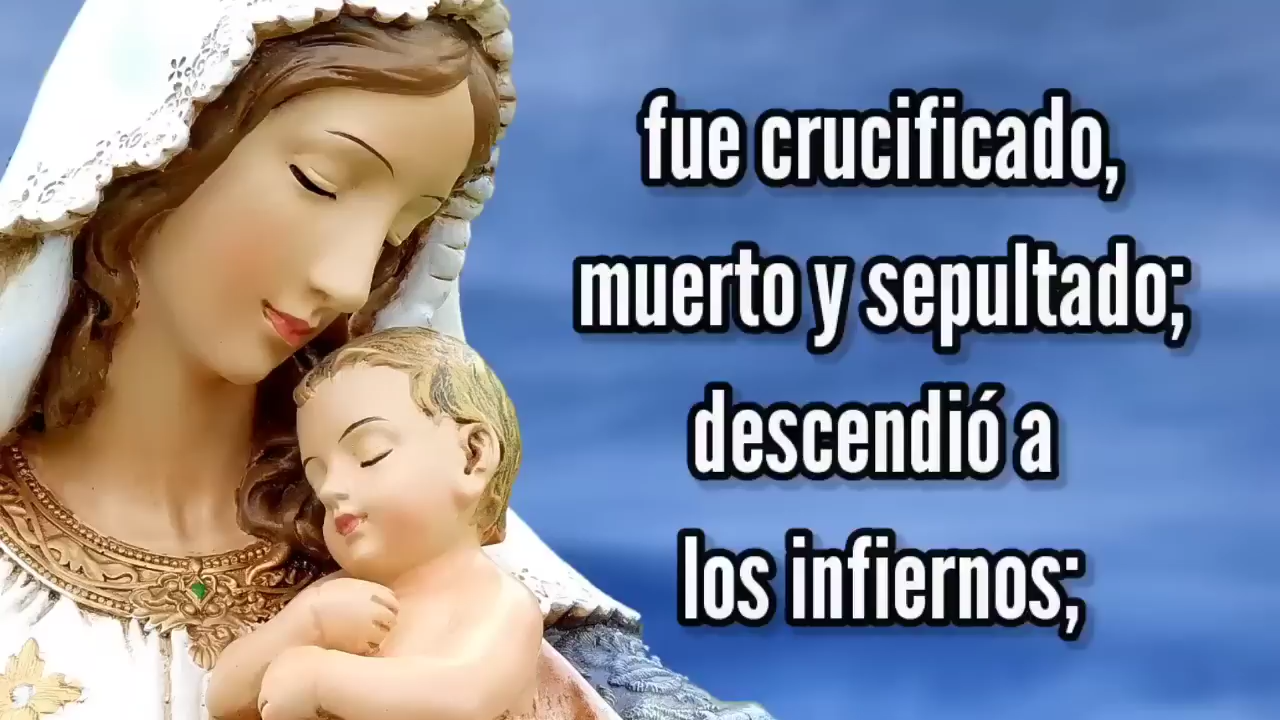 fue crucificado,
muerto y sepultado;
descendió a
los infiernos;